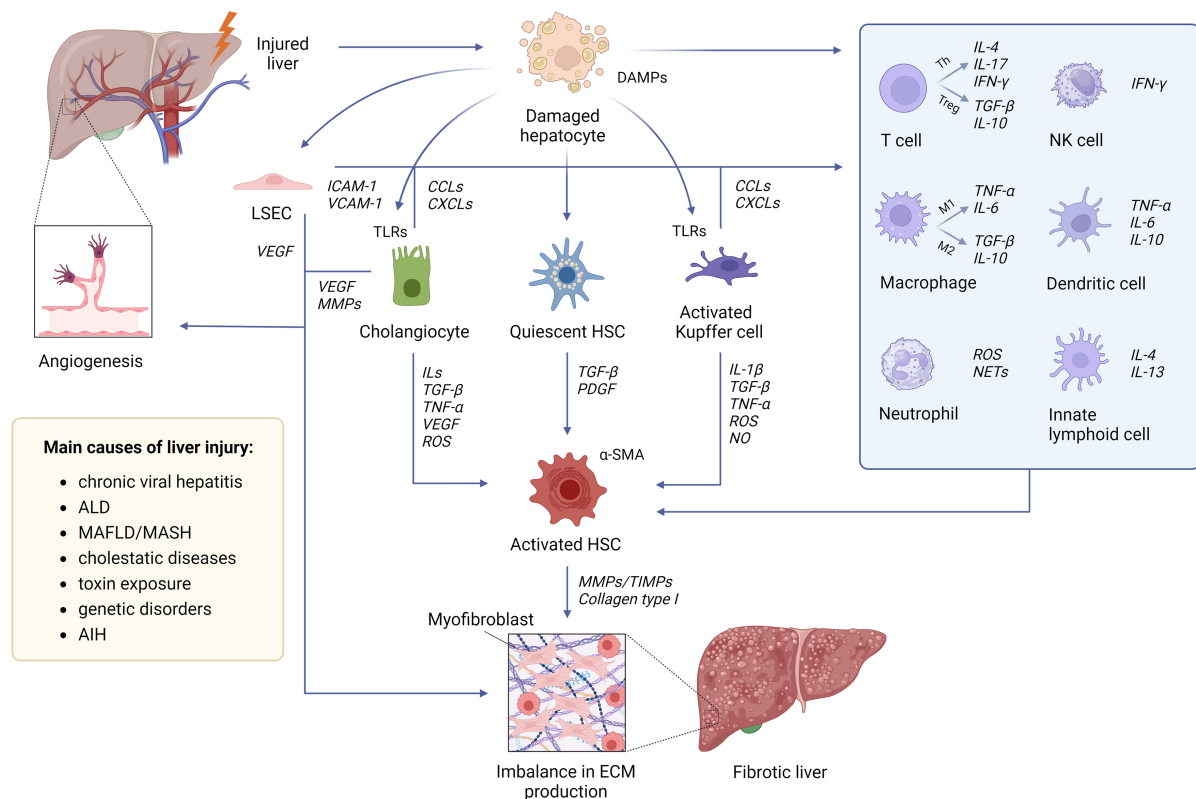 Injured
liver
DAMPs
Damaged
hepatocyte
LSEC
ICAM-1
VCAM-1
CCLs
CXCLs
CCLs
CXCLs
TLRs
TLRs
VEGF
VEGF
MMPs
Cholangiocyte
Quiescent HSC
Activated
Kupffer cell
Angiogenesis
ILs
TGF-β
TNF-α
VEGF
ROS
TGF-β
PDGF
IL-1β
TGF-β
TNF-α
ROS
NO
α-SMA
Activated HSC
MMPs/TIMPs
Collagen type I
Myofibroblast
Imbalance in ECM
production
Fibrotic liver
Th
IL-4
IL-17
IFN-γ
Treg
TGF-β
IL-10
T cell
IFN-γ
NK cell
M1
TNF-α
IL-6
M2
TGF-β
IL-10
Macrophage
TNF-α
IL-6
IL-10
Dendritic cell
ROS
NETs
Neutrophil
IL-4
IL-13
Innate
lymphoid cell
Main causes of liver injury:
• chronic viral hepatitis
• ALD
• MAFLD/MASH
• cholestatic diseases
• toxin exposure
• genetic disorders
• AIH